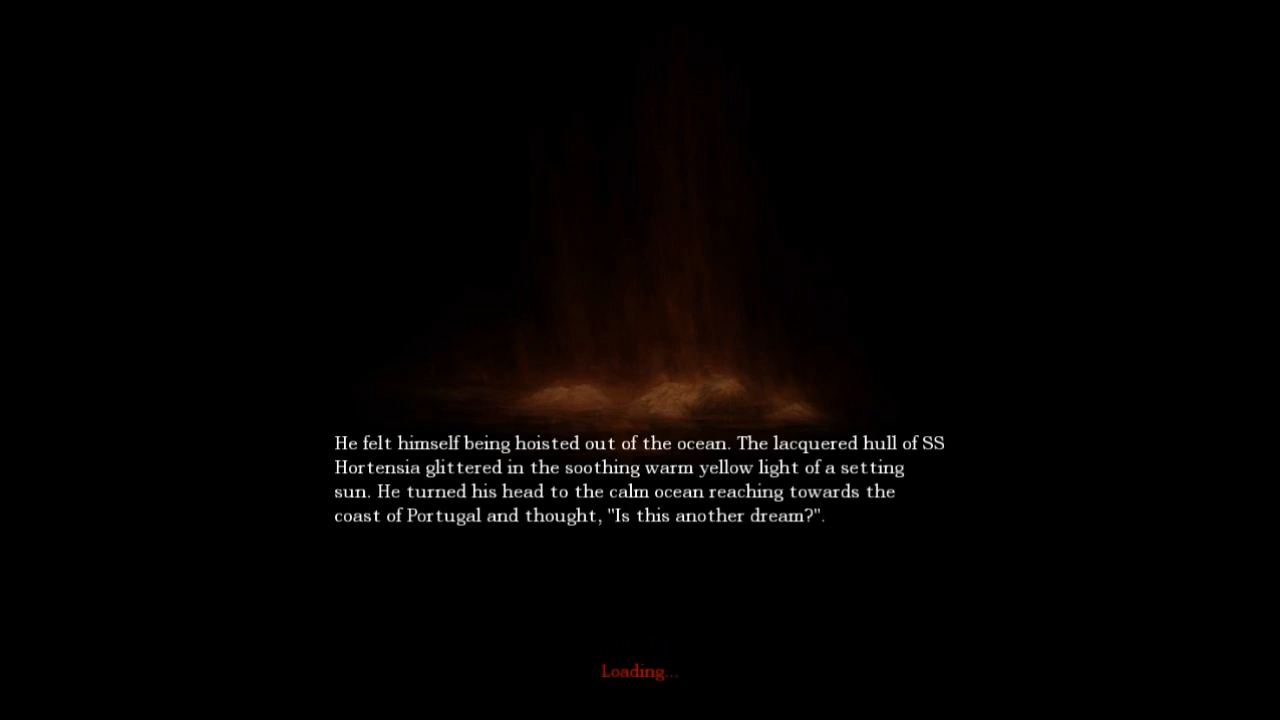 He felt himself being hoisted out of the ocean. The lacquered hull of SS
Hortensia glittered in the soothing warm yellow light of a setting
sun. He turned his head to the calm ocean reaching towards the
coast of Portugal and thought, "Is this another dream?".
Loading...